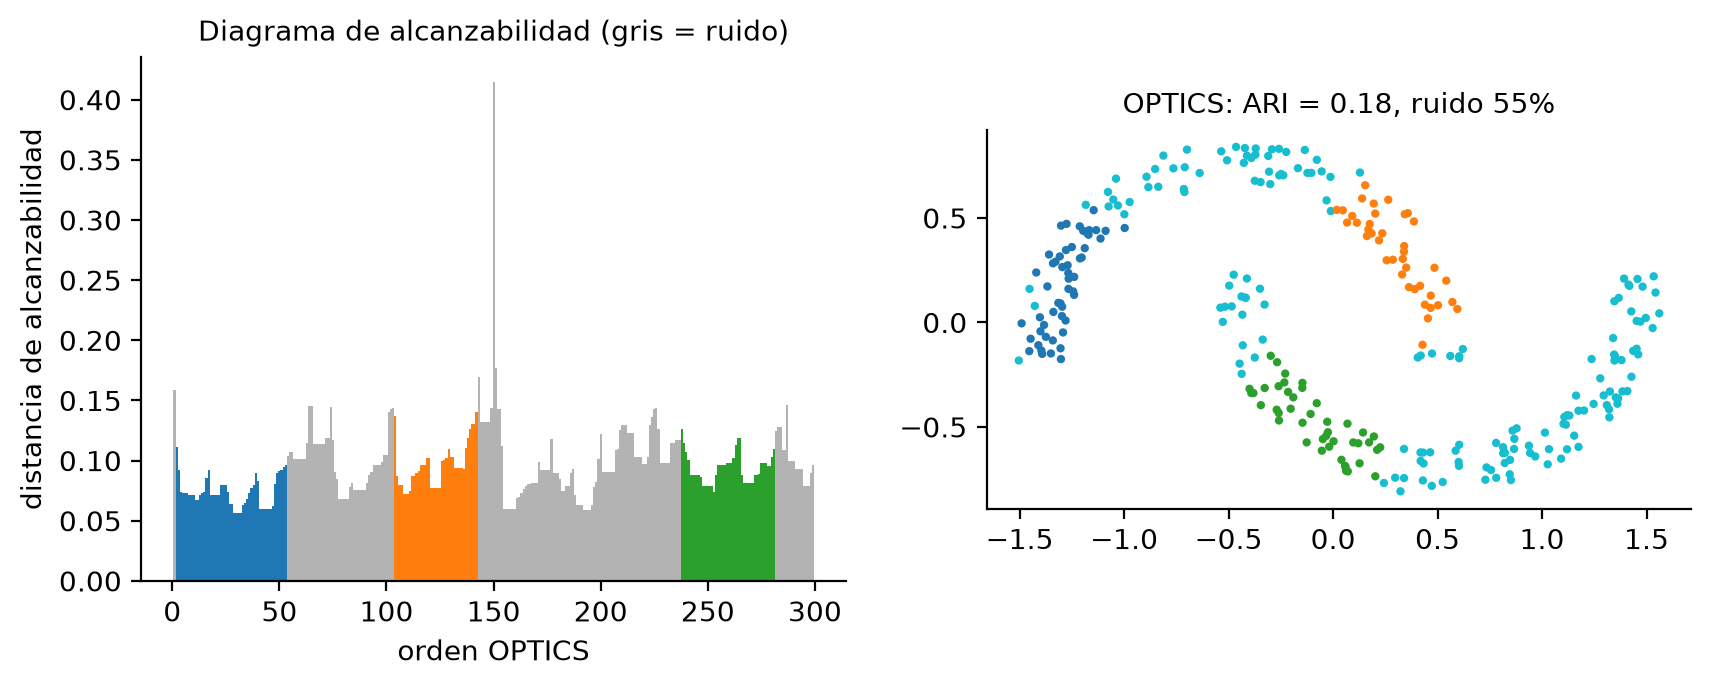 Diagrama de alcanzabilidad (gris = ruido)
distancia de alcanzabilidad
0.40
0.35
0.30
0.25
0.20
0.15
0.10
0.05
0.00
0 50 100 150 200 250 300
orden OPTICS
OPTICS: ARI = 0.18, ruido 55%
0.5
0.0
−0.5
−1.5 −1.0 −0.5 0.0 0.5 1.0 1.5